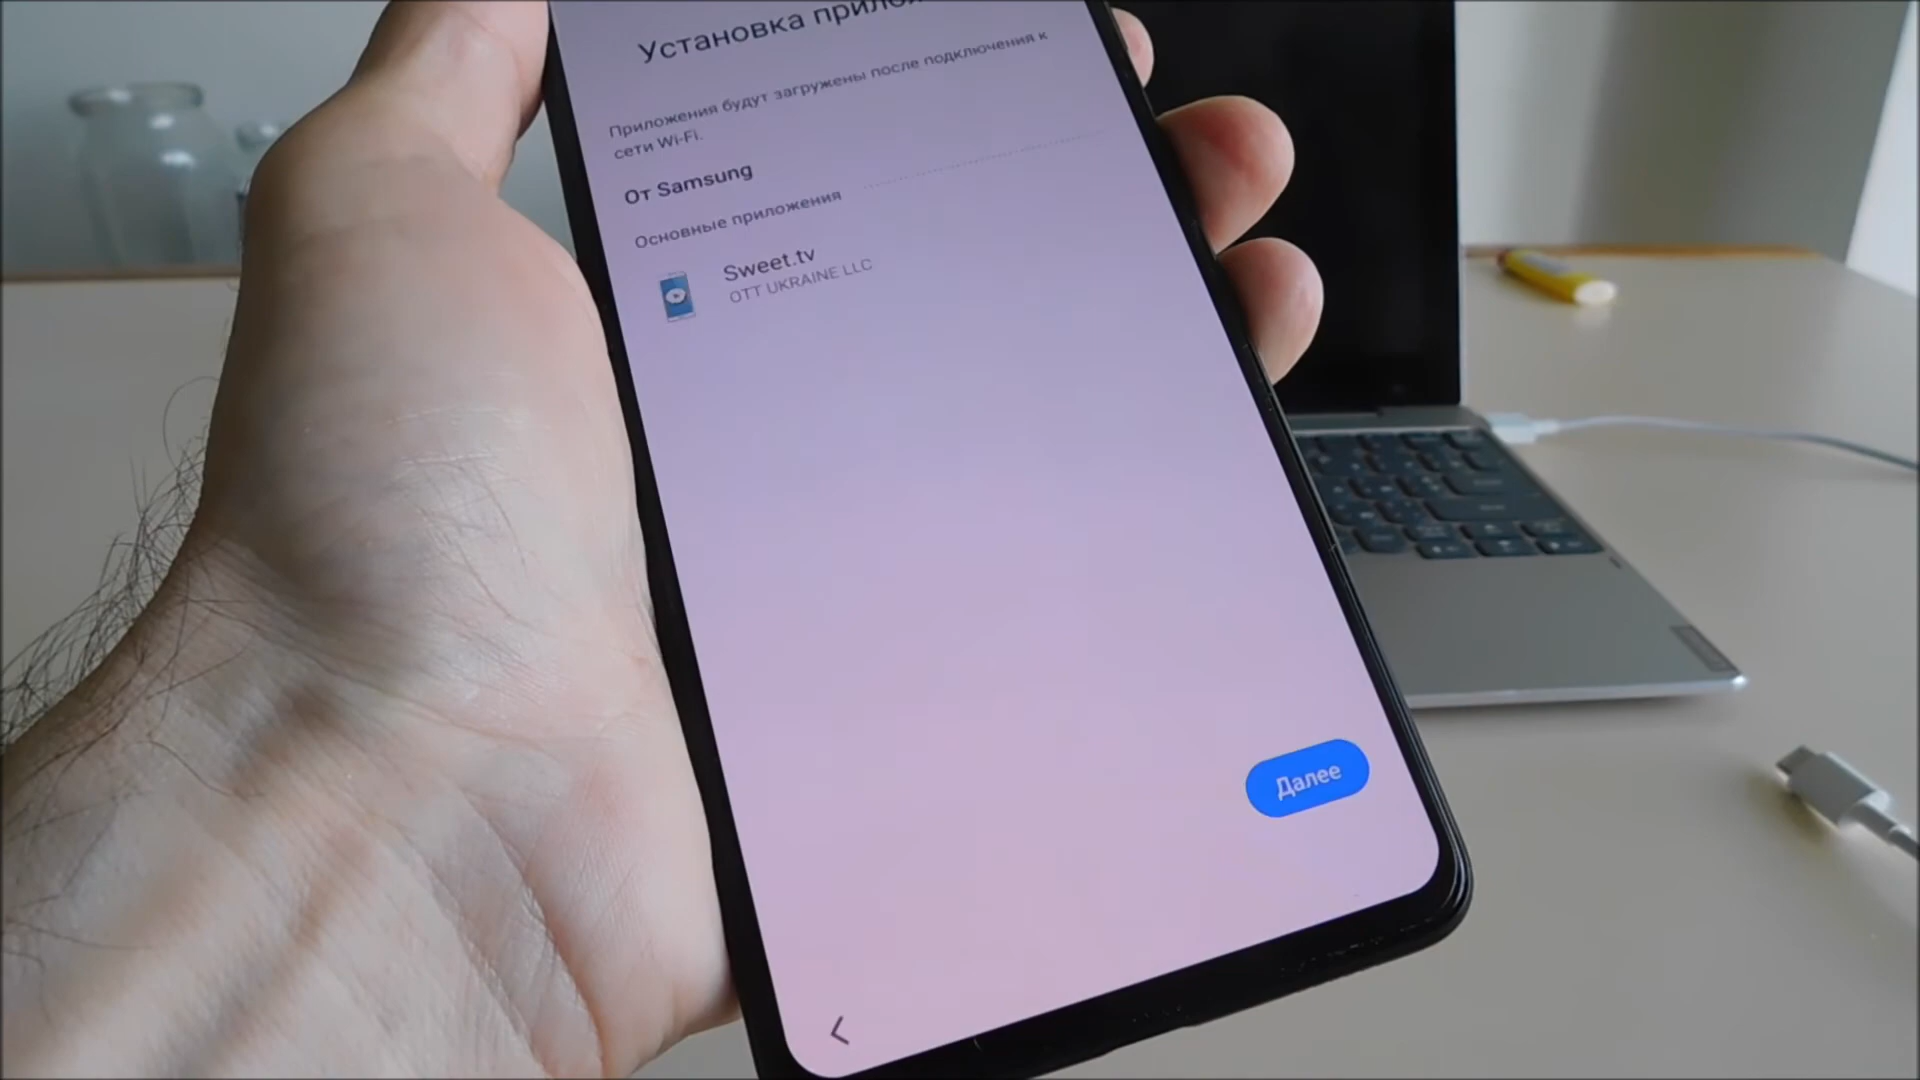 Установка
Приложения будут загружены после подключения к
сети Wi-Fi.
От Samsung
Основные приложения
Sweet.tv
OTT UKRAINE LLC
Далее